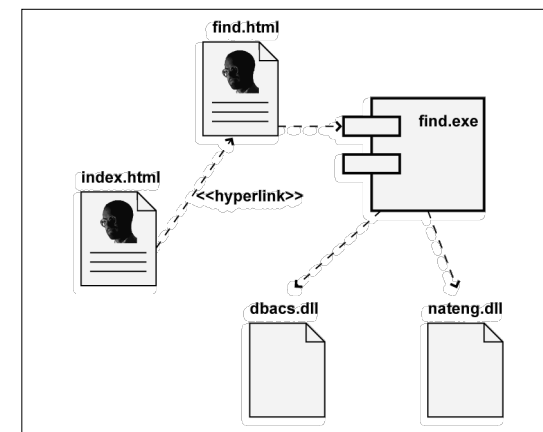 find.html
find.exe
index.html
<<hyperlink>>
dbacs.dll
nateng.dll